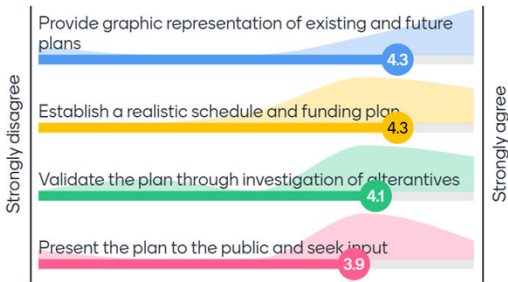 Provide graphic representation of existing and future
plans
4.3
Establish a realistic schedule and funding plan
4.3
Validate the plan through investigation of alterantives
4.1
Present the plan to the public and seek input
3.9
Strongly disagree
Strongly agree